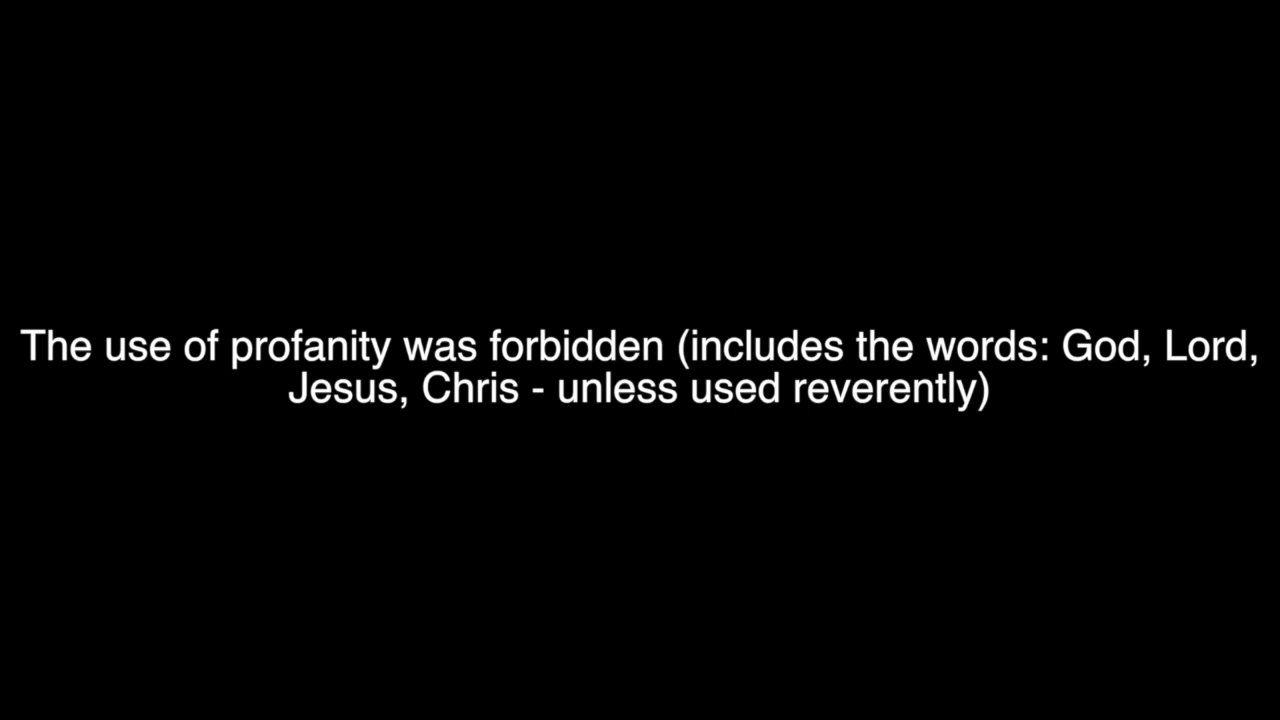 The use of profanity was forbidden (includes the words: God, Lord,
Jesus, Chris - unless used reverently)